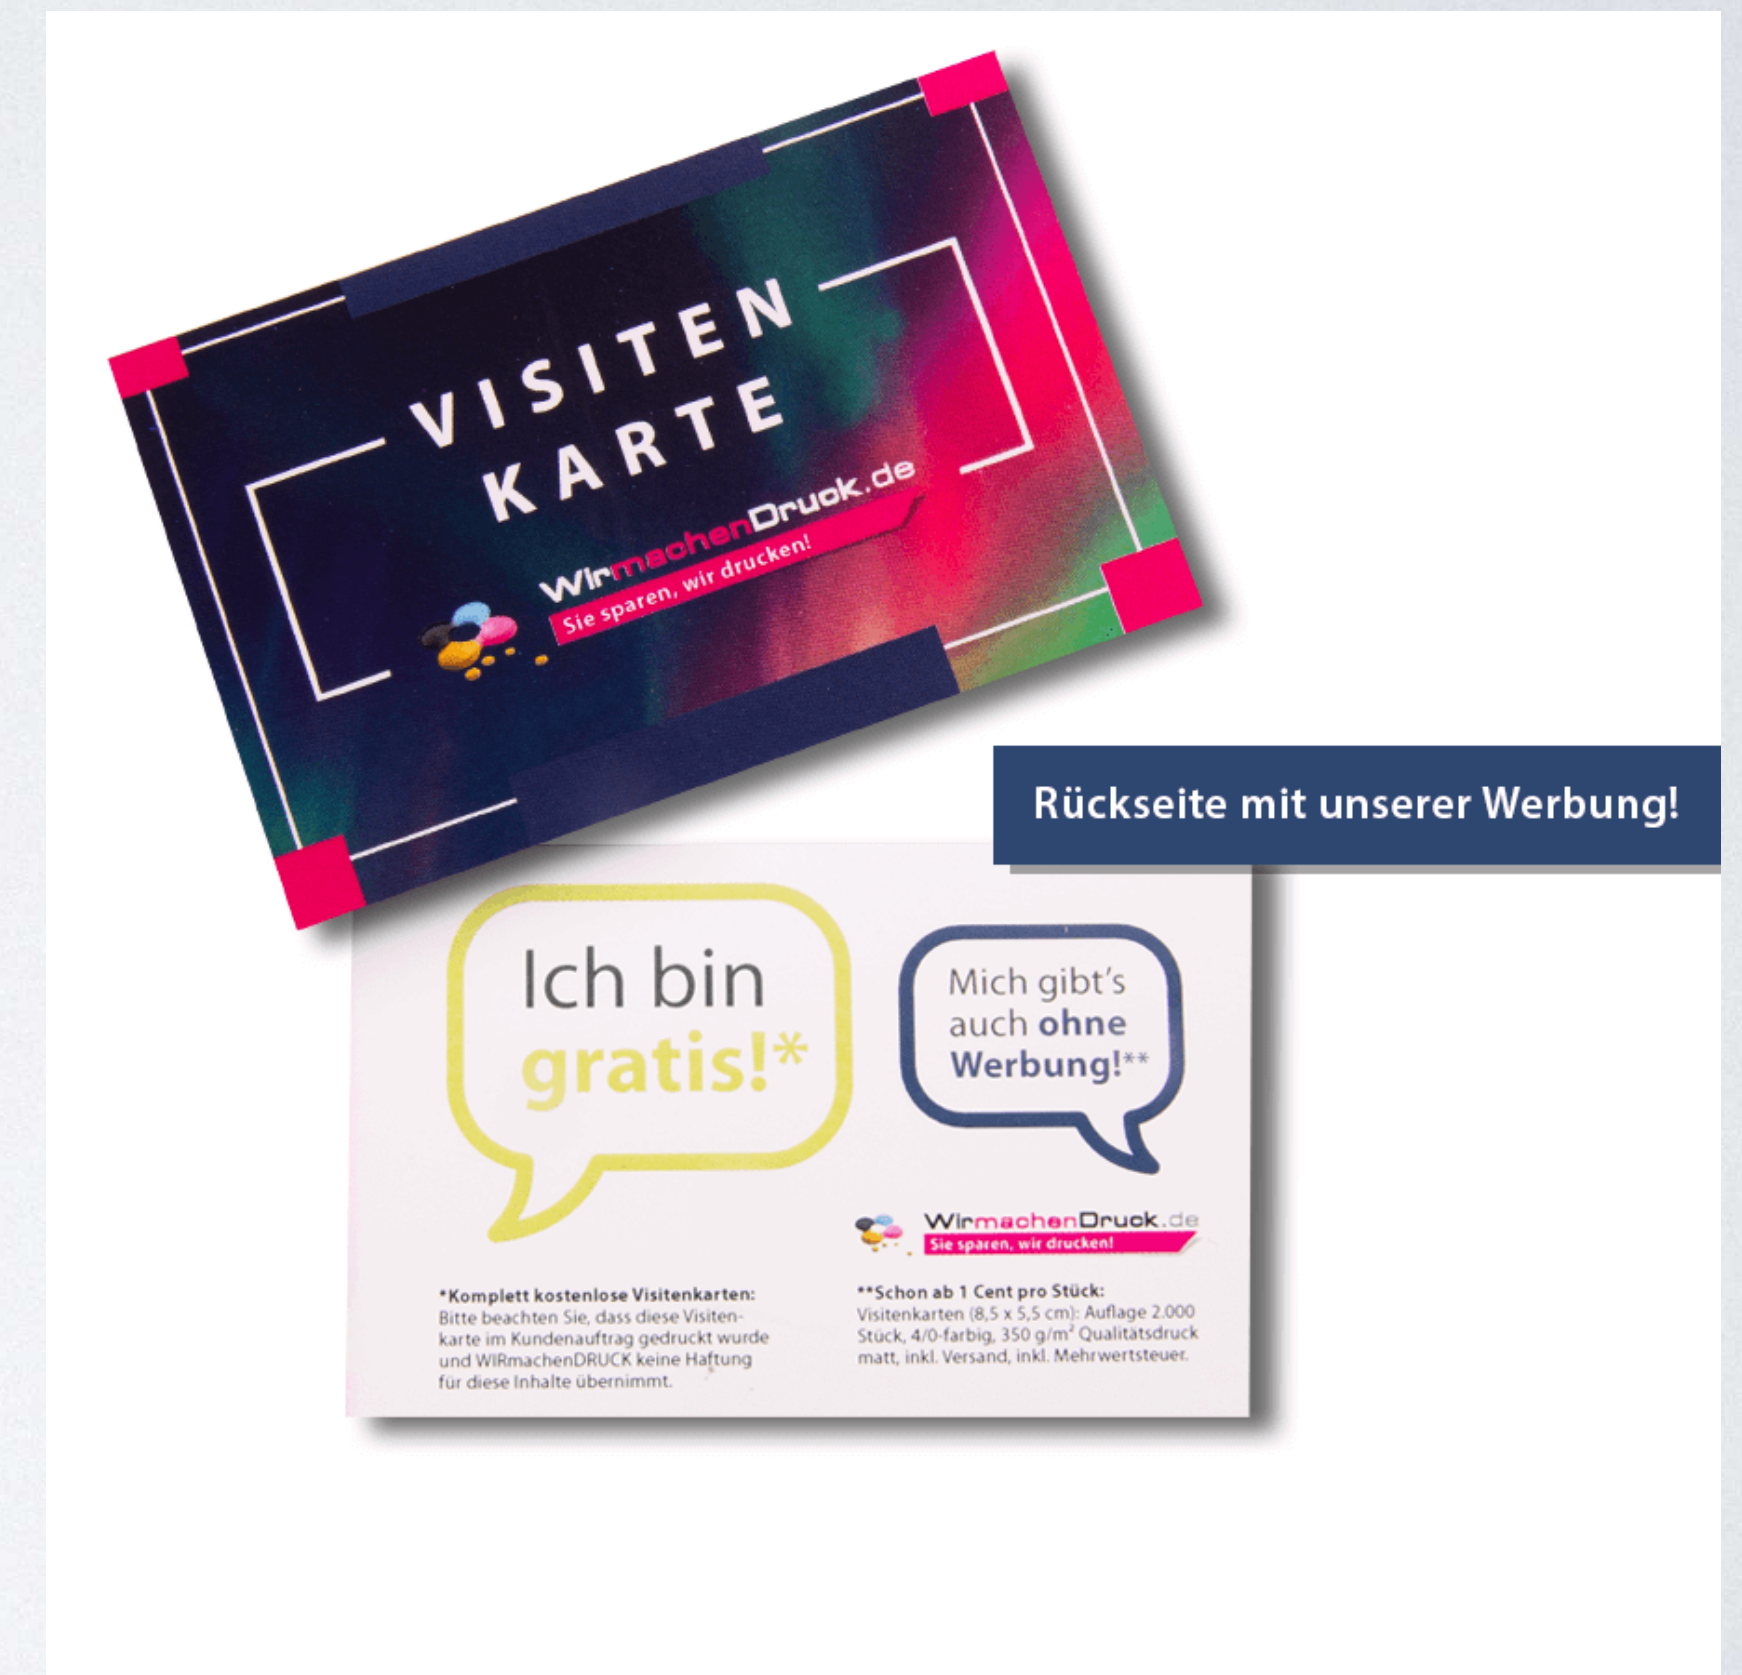 VISITEN
KARTE
WirmachenDruck.de
Sie sparen, wir drucken!
Rückseite mit unserer Werbung!
Ich bin
gratis!*
Mich gibt's
auch ohne
Werbung!**
WirmachenDruck.de
Sie sparen, wir drucken!
*Komplett kostenlose Visitenkarten:
Bitte beachten Sie, dass diese Visiten-
karte im Kundenauftrag gedruckt wurde
und WIRmachenDRUCK keine Haftung
für diese Inhalte übernimmt.
**Schon ab 1 Cent pro Stück:
Visitenkarten (8,5 x 5,5 cm): Auflage 2.000
Stück, 4/0-farbig, 350 g/m² Qualitätsdruck
matt, inkl. Versand, inkl. Mehrwertsteuer.